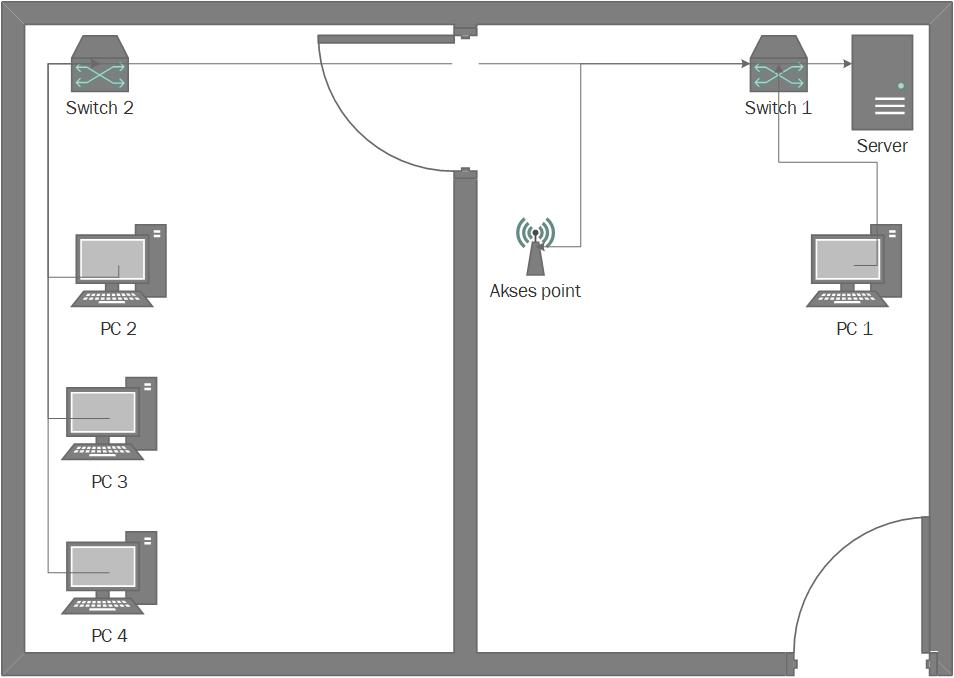 Switch 2
Switch 1
Server
Akses point
PC 2
PC 1
PC 3
PC 4